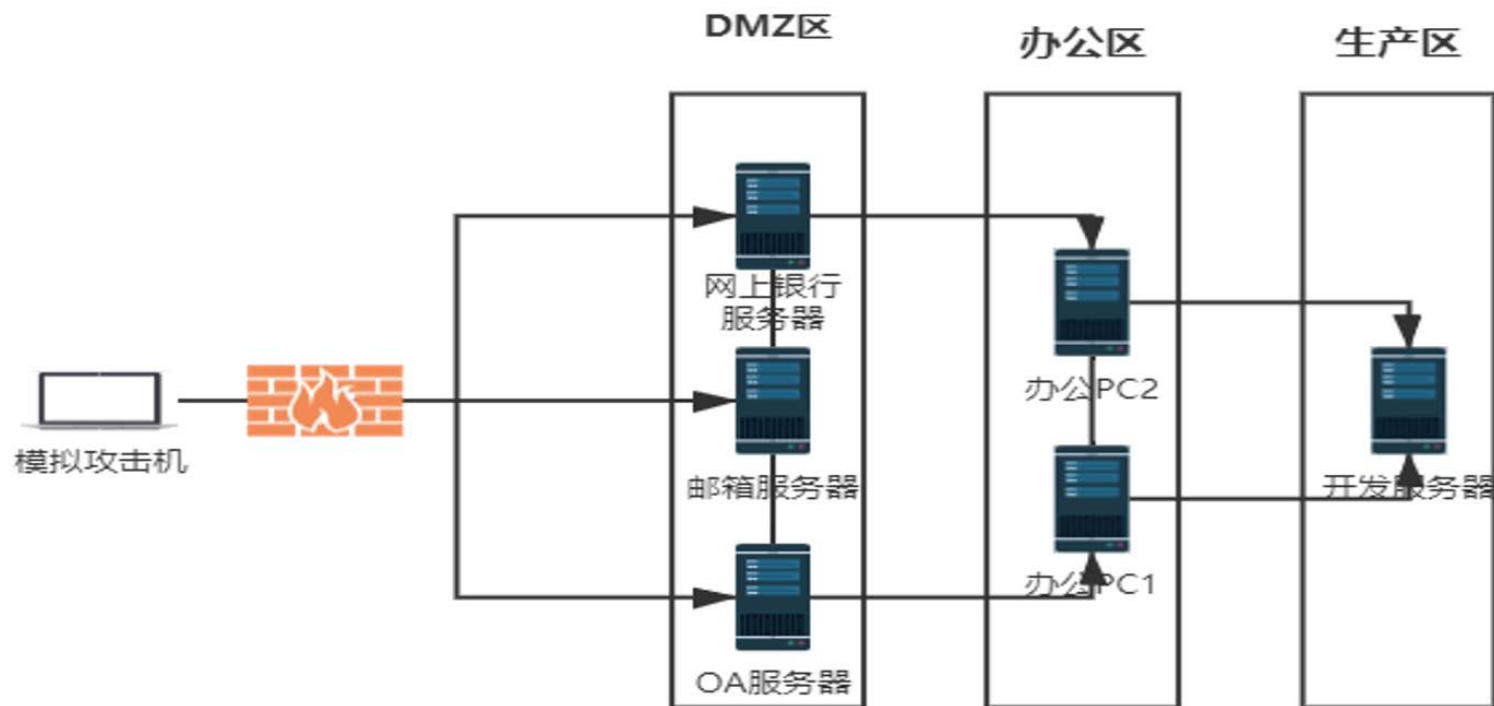 DMZ区
办公区
生产区
网上银行
服务器
办公PC2
模拟攻击机
邮箱服务器
开发服务器
办公PC1
OA服务器